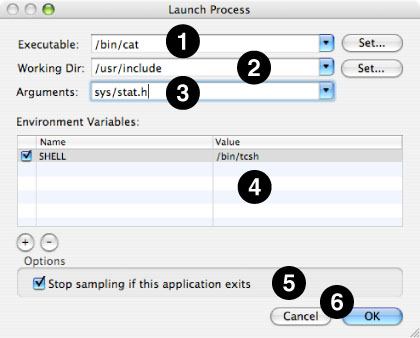 Launch Process
Executable: /bin/cat 1 Set...
Working Dir: /usr/include 2 Set...
Arguments: sys/stat.h 3
Environment Variables:
Name Value
SHELL /bin/tcsh
4
+ −
Options
Stop sampling if this application exits 5
6
Cancel OK